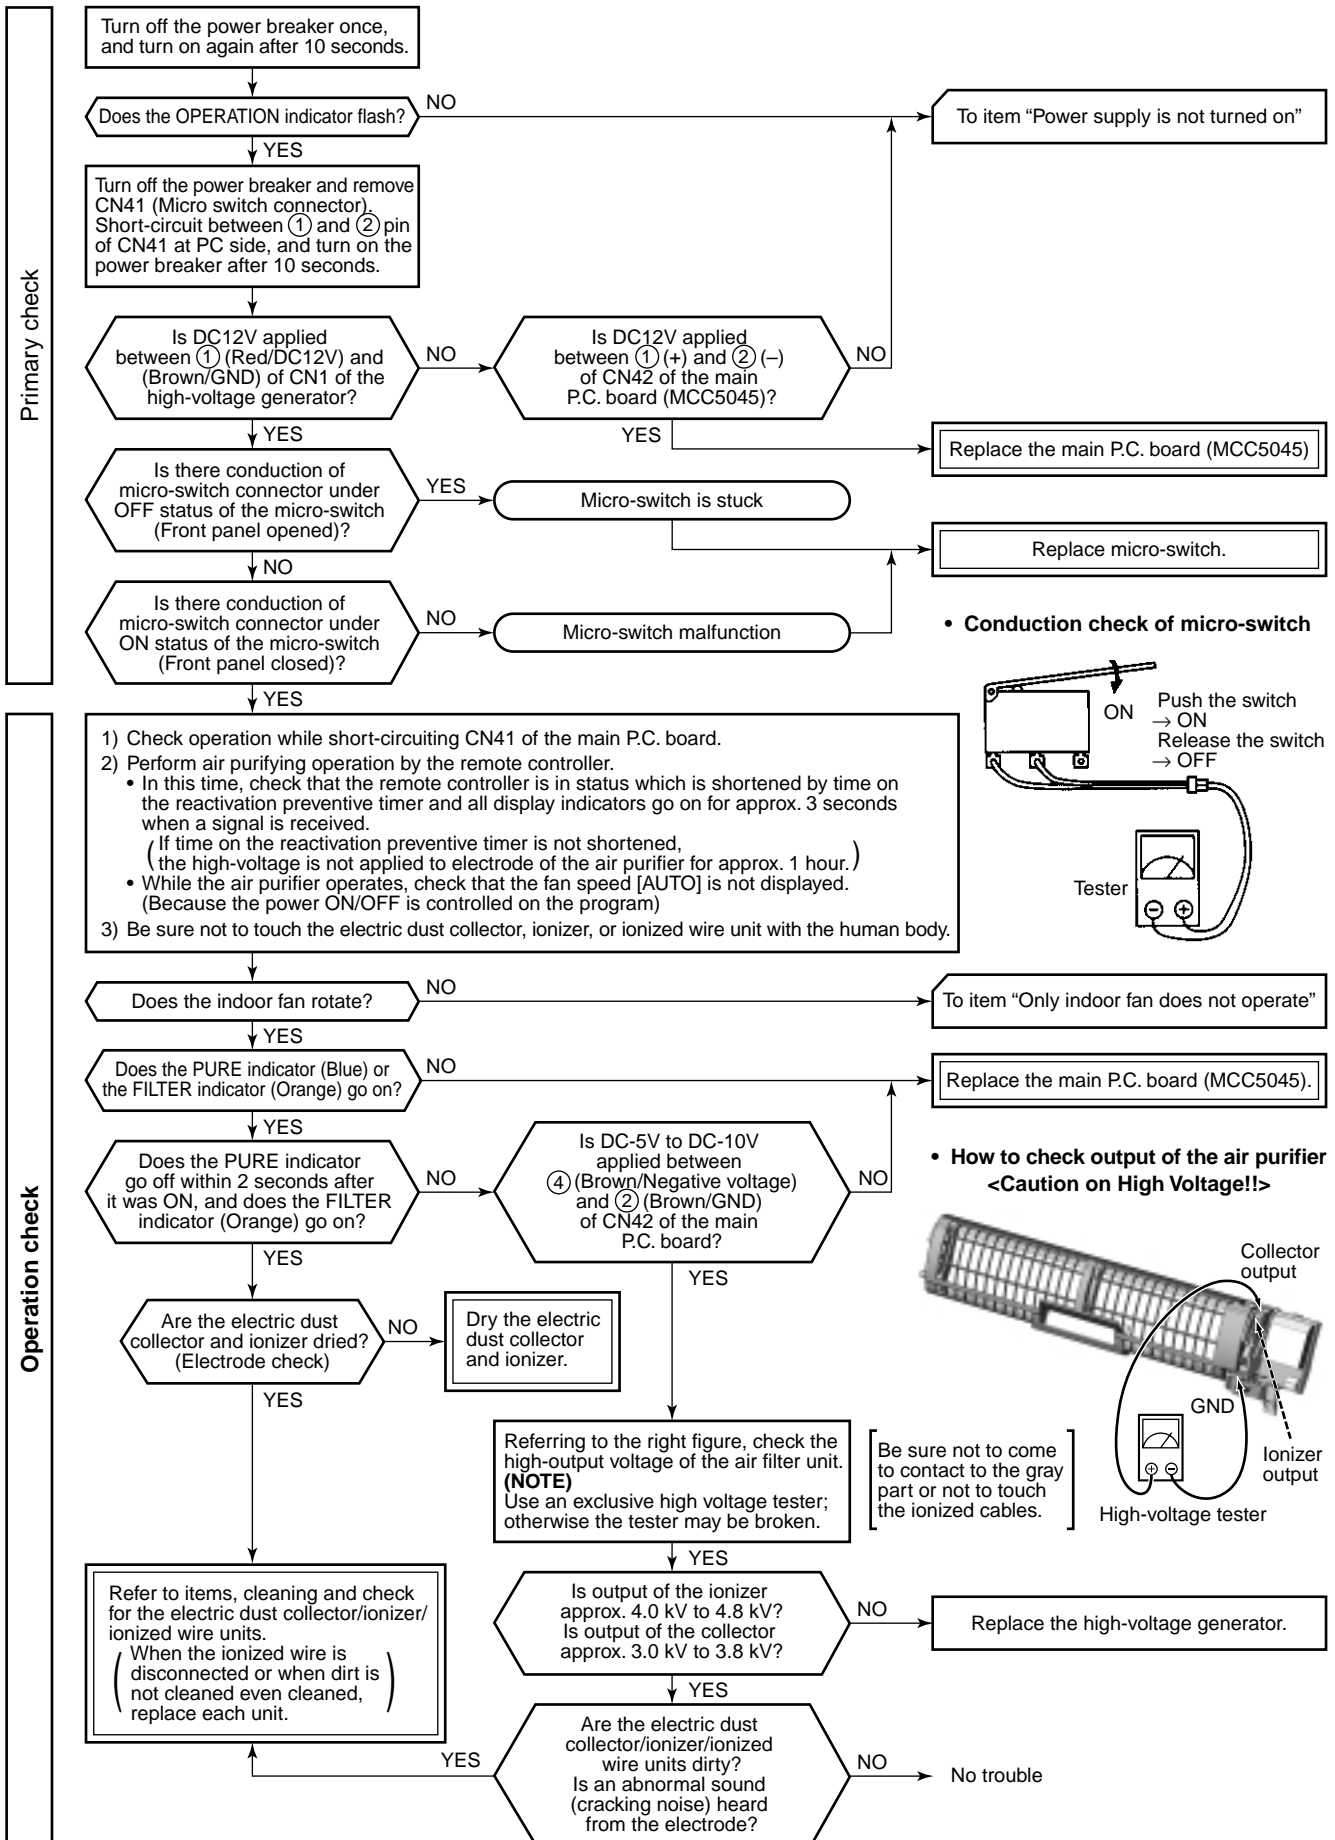 Primary check
Turn off the power breaker once,
and turn on again after 10 seconds.
Does the OPERATION indicator flash?
NO
To item “Power supply is not turned on”
YES
Turn off the power breaker and remove
CN41 (Micro switch connector).
Short-circuit between ① and ② pin
of CN41 at PC side, and turn on the
power breaker after 10 seconds.
Is DC12V applied
between ① (Red/DC12V) and
(Brown/GND) of CN1 of the
high-voltage generator?
NO
Is DC12V applied
between ① (+) and ② (–)
of CN42 of the main
P.C. board (MCC5045)?
NO
YES
YES
Replace the main P.C. board (MCC5045)
Is there conduction of
micro-switch connector under
OFF status of the micro-switch
(Front panel opened)?
YES
Micro-switch is stuck
Replace micro-switch.
NO
Is there conduction of
micro-switch connector under
ON status of the micro-switch
(Front panel closed)?
NO
Micro-switch malfunction
YES
• Conduction check of micro-switch
ON
Push the switch
→ ON
Release the switch
→ OFF
Tester
Operation check
1) Check operation while short-circuiting CN41 of the main P.C. board.
2) Perform air purifying operation by the remote controller.
• In this time, check that the remote controller is in status which is shortened by time on
the reactivation preventive timer and all display indicators go on for approx. 3 seconds
when a signal is received.
(If time on the reactivation preventive timer is not shortened,
the high-voltage is not applied to electrode of the air purifier for approx. 1 hour.)
• While the air purifier operates, check that the fan speed [AUTO] is not displayed.
(Because the power ON/OFF is controlled on the program)
3) Be sure not to touch the electric dust collector, ionizer, or ionized wire unit with the human body.
Does the indoor fan rotate?
NO
To item “Only indoor fan does not operate”
YES
Does the PURE indicator (Blue) or
the FILTER indicator (Orange) go on?
NO
Replace the main P.C. board (MCC5045).
YES
Does the PURE indicator
go off within 2 seconds after
it was ON, and does the FILTER
indicator (Orange) go on?
NO
Is DC-5V to DC-10V
applied between
④ (Brown/Negative voltage)
and ② (Brown/GND)
of CN42 of the main
P.C. board?
NO
YES
YES
• How to check output of the air purifier
<Caution on High Voltage!!>
Collector
output
GND
Ionizer
output
High-voltage tester
Are the electric dust
collector and ionizer dried?
(Electrode check)
NO
Dry the electric
dust collector
and ionizer.
YES
Referring to the right figure, check the
high-output voltage of the air filter unit.
(NOTE)
Use an exclusive high voltage tester;
otherwise the tester may be broken.
[Be sure not to come
to contact to the gray
part or not to touch
the ionized cables.]
YES
Is output of the ionizer
approx. 4.0 kV to 4.8 kV?
Is output of the collector
approx. 3.0 kV to 3.8 kV?
NO
Replace the high-voltage generator.
YES
Refer to items, cleaning and check
for the electric dust collector/ionizer/
ionized wire units.
(When the ionized wire is
disconnected or when dirt is
not cleaned even cleaned,
replace each unit.)
Are the electric dust
collector/ionizer/ionized
wire units dirty?
Is an abnormal sound
(cracking noise) heard
from the electrode?
YES
NO
No trouble